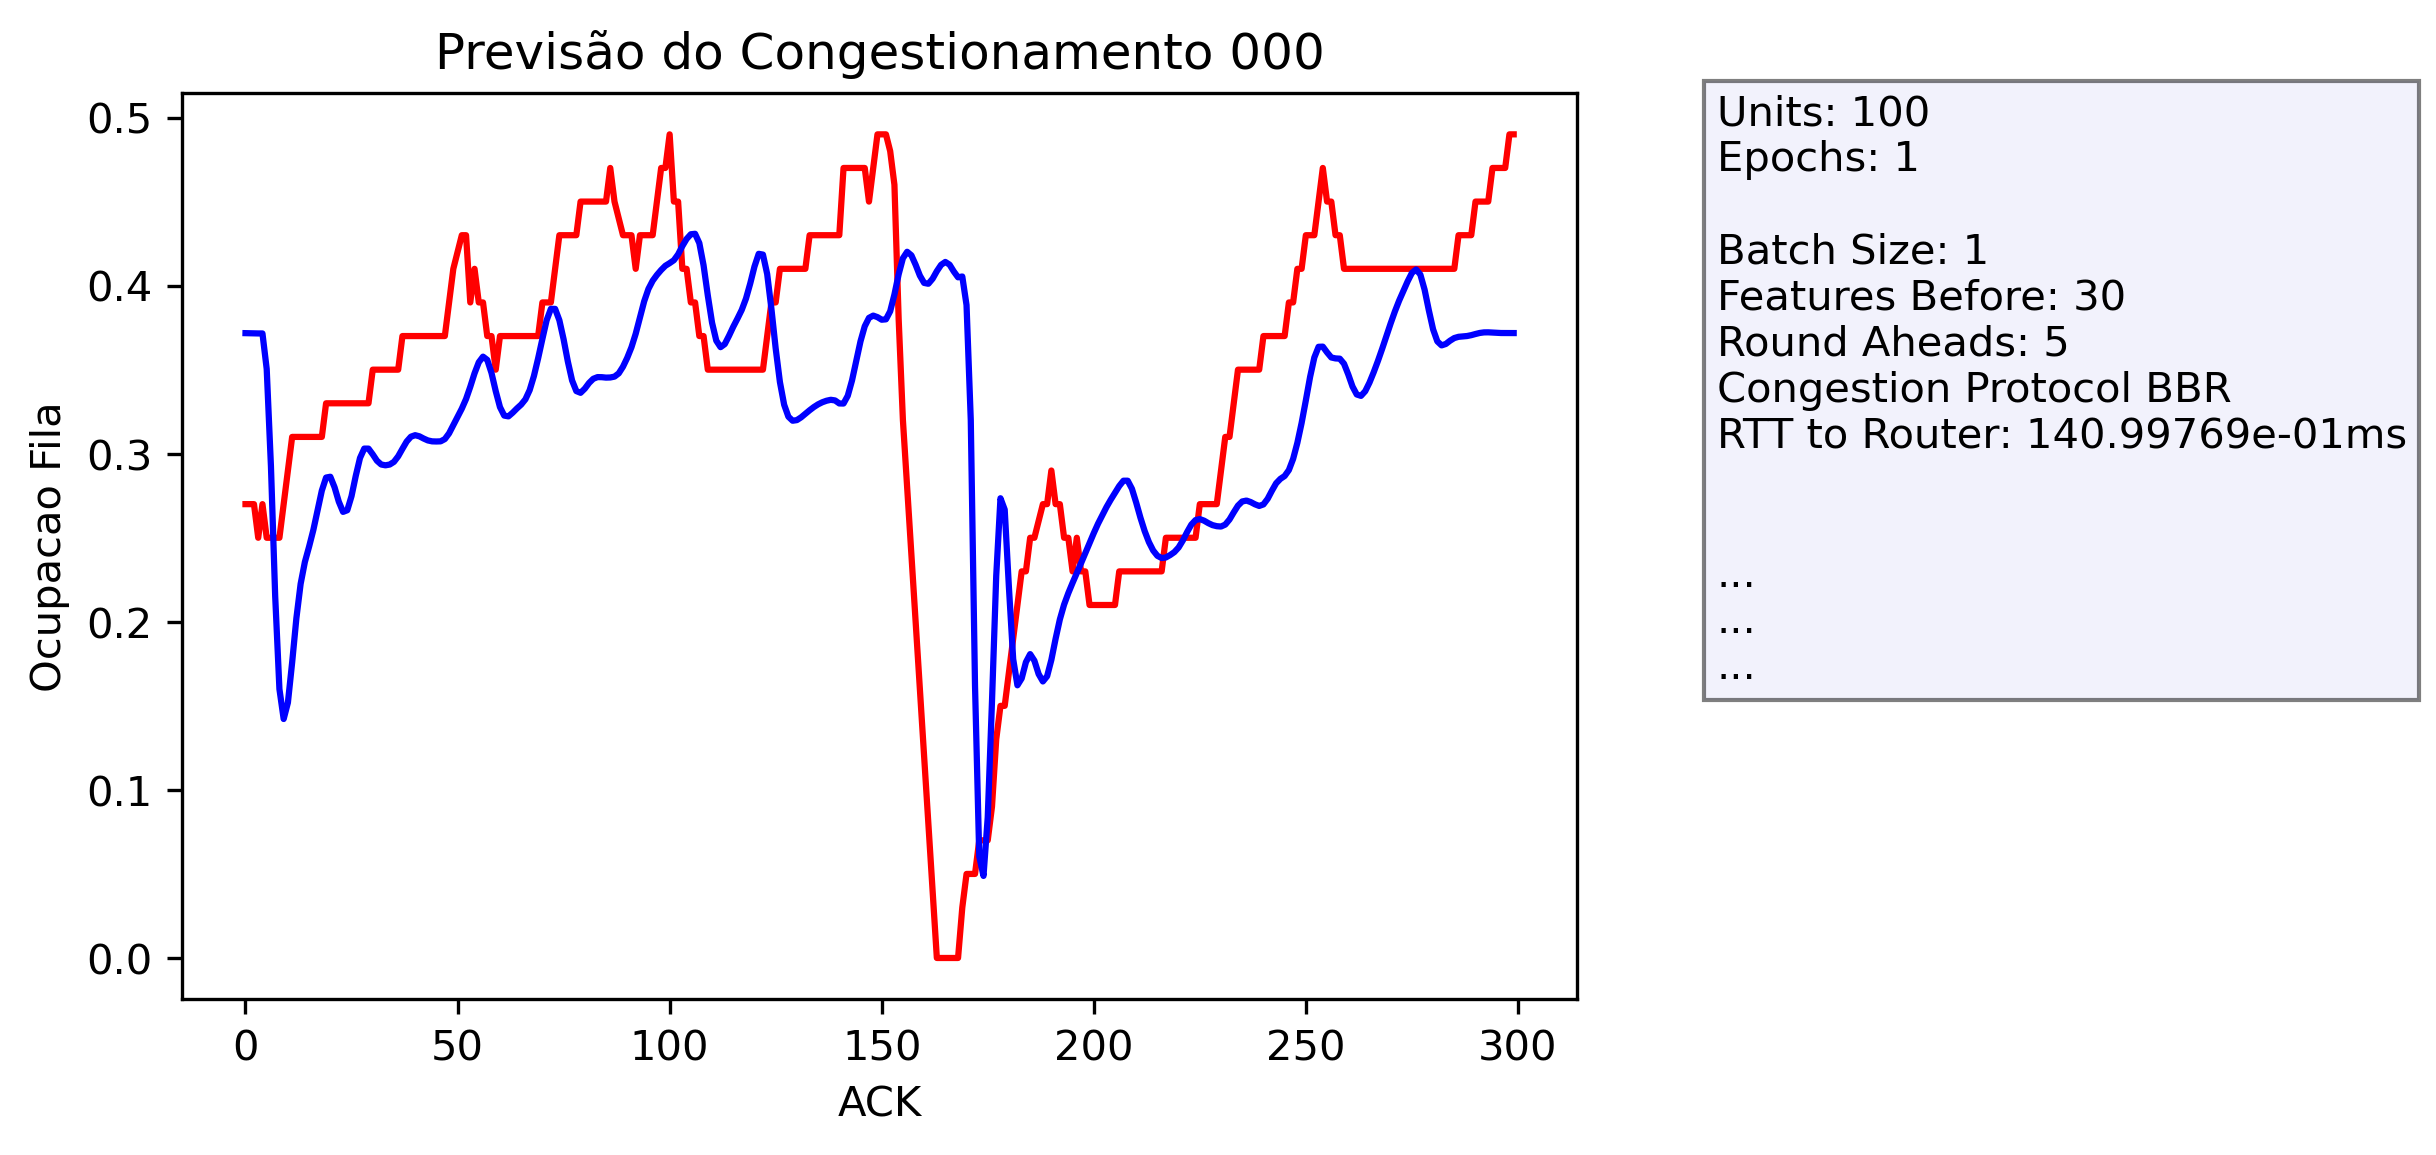 Previsão do Congestionamento 000
Ocupacao Fila
0.5
0.4
0.3
0.2
0.1
0.0
0 50 100 150 200 250 300
ACK
Units: 100
Epochs: 1
Batch Size: 1
Features Before: 30
Round Aheads: 5
Congestion Protocol BBR
RTT to Router: 140.99769e-01ms
...
...
...